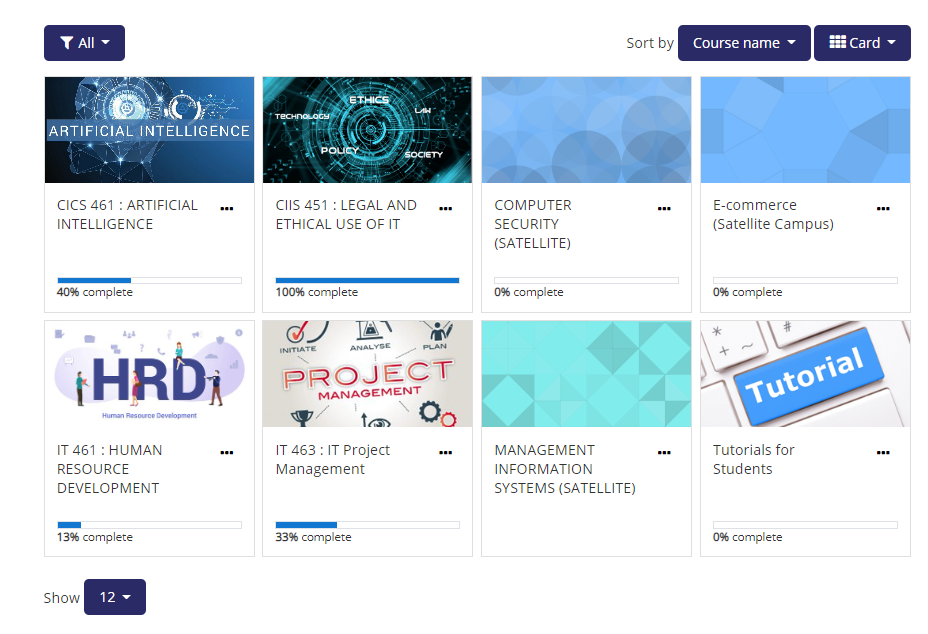 All
Sort by Course name Card
ARTIFICIAL INTELLIGENCE
CICS 461 : ARTIFICIAL
INTELLIGENCE
40% complete
ETHICS
TECHNOLOGY
LAW
POLICY
SOCIETY
CIIS 451 : LEGAL AND
ETHICAL USE OF IT
100% complete
COMPUTER
SECURITY
(SATELLITE)
0% complete
E-commerce
(Satellite Campus)
0% complete
HRD
Human Resource Development
IT 461 : HUMAN
RESOURCE
DEVELOPMENT
13% complete
INITIATE
ANALYSE
PLAN
PROJECT
MANAGEMENT
IT 463 : IT Project
Management
33% complete
MANAGEMENT
INFORMATION
SYSTEMS (SATELLITE)
Tutorial
Tutorials for
Students
0% complete
Show 12